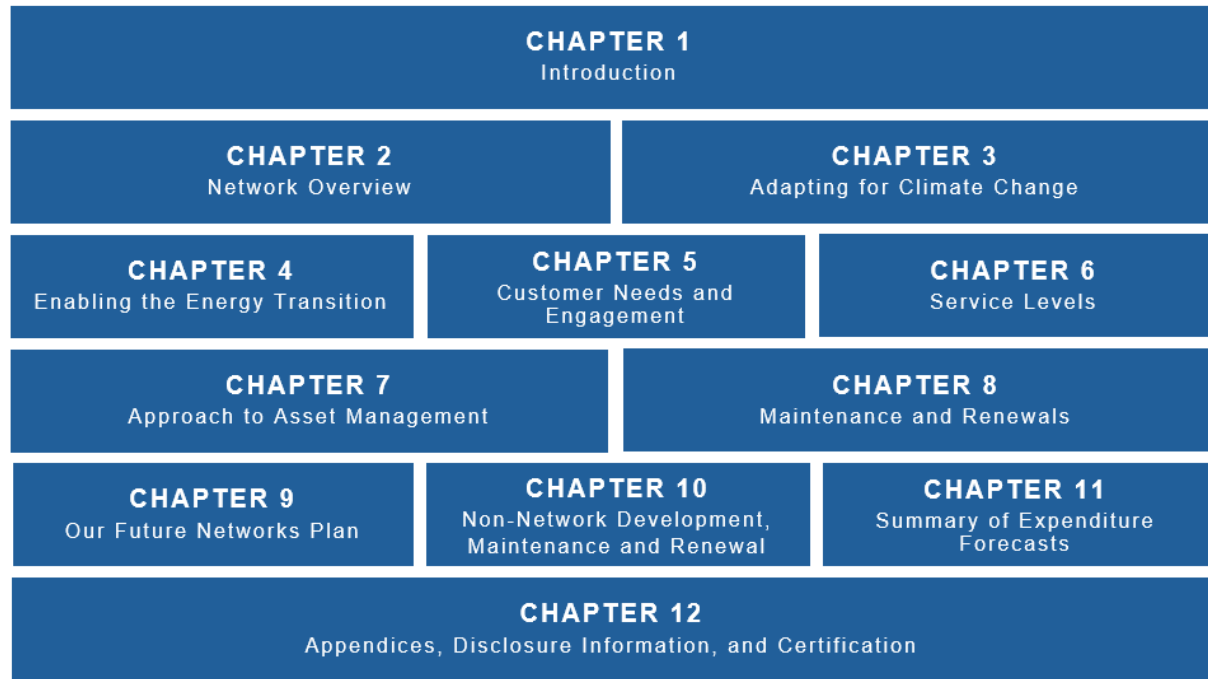 CHAPTER 1
Introduction
CHAPTER 2
Network Overview
CHAPTER 3
Adapting for Climate Change
CHAPTER 4
Enabling the Energy Transition
CHAPTER 5
Customer Needs and
Engagement
CHAPTER 6
Service Levels
CHAPTER 7
Approach to Asset Management
CHAPTER 8
Maintenance and Renewals
CHAPTER 9
Our Future Networks Plan
CHAPTER 10
Non-Network Development,
Maintenance and Renewal
CHAPTER 11
Summary of Expenditure
Forecasts
CHAPTER 12
Appendices, Disclosure Information, and Certification